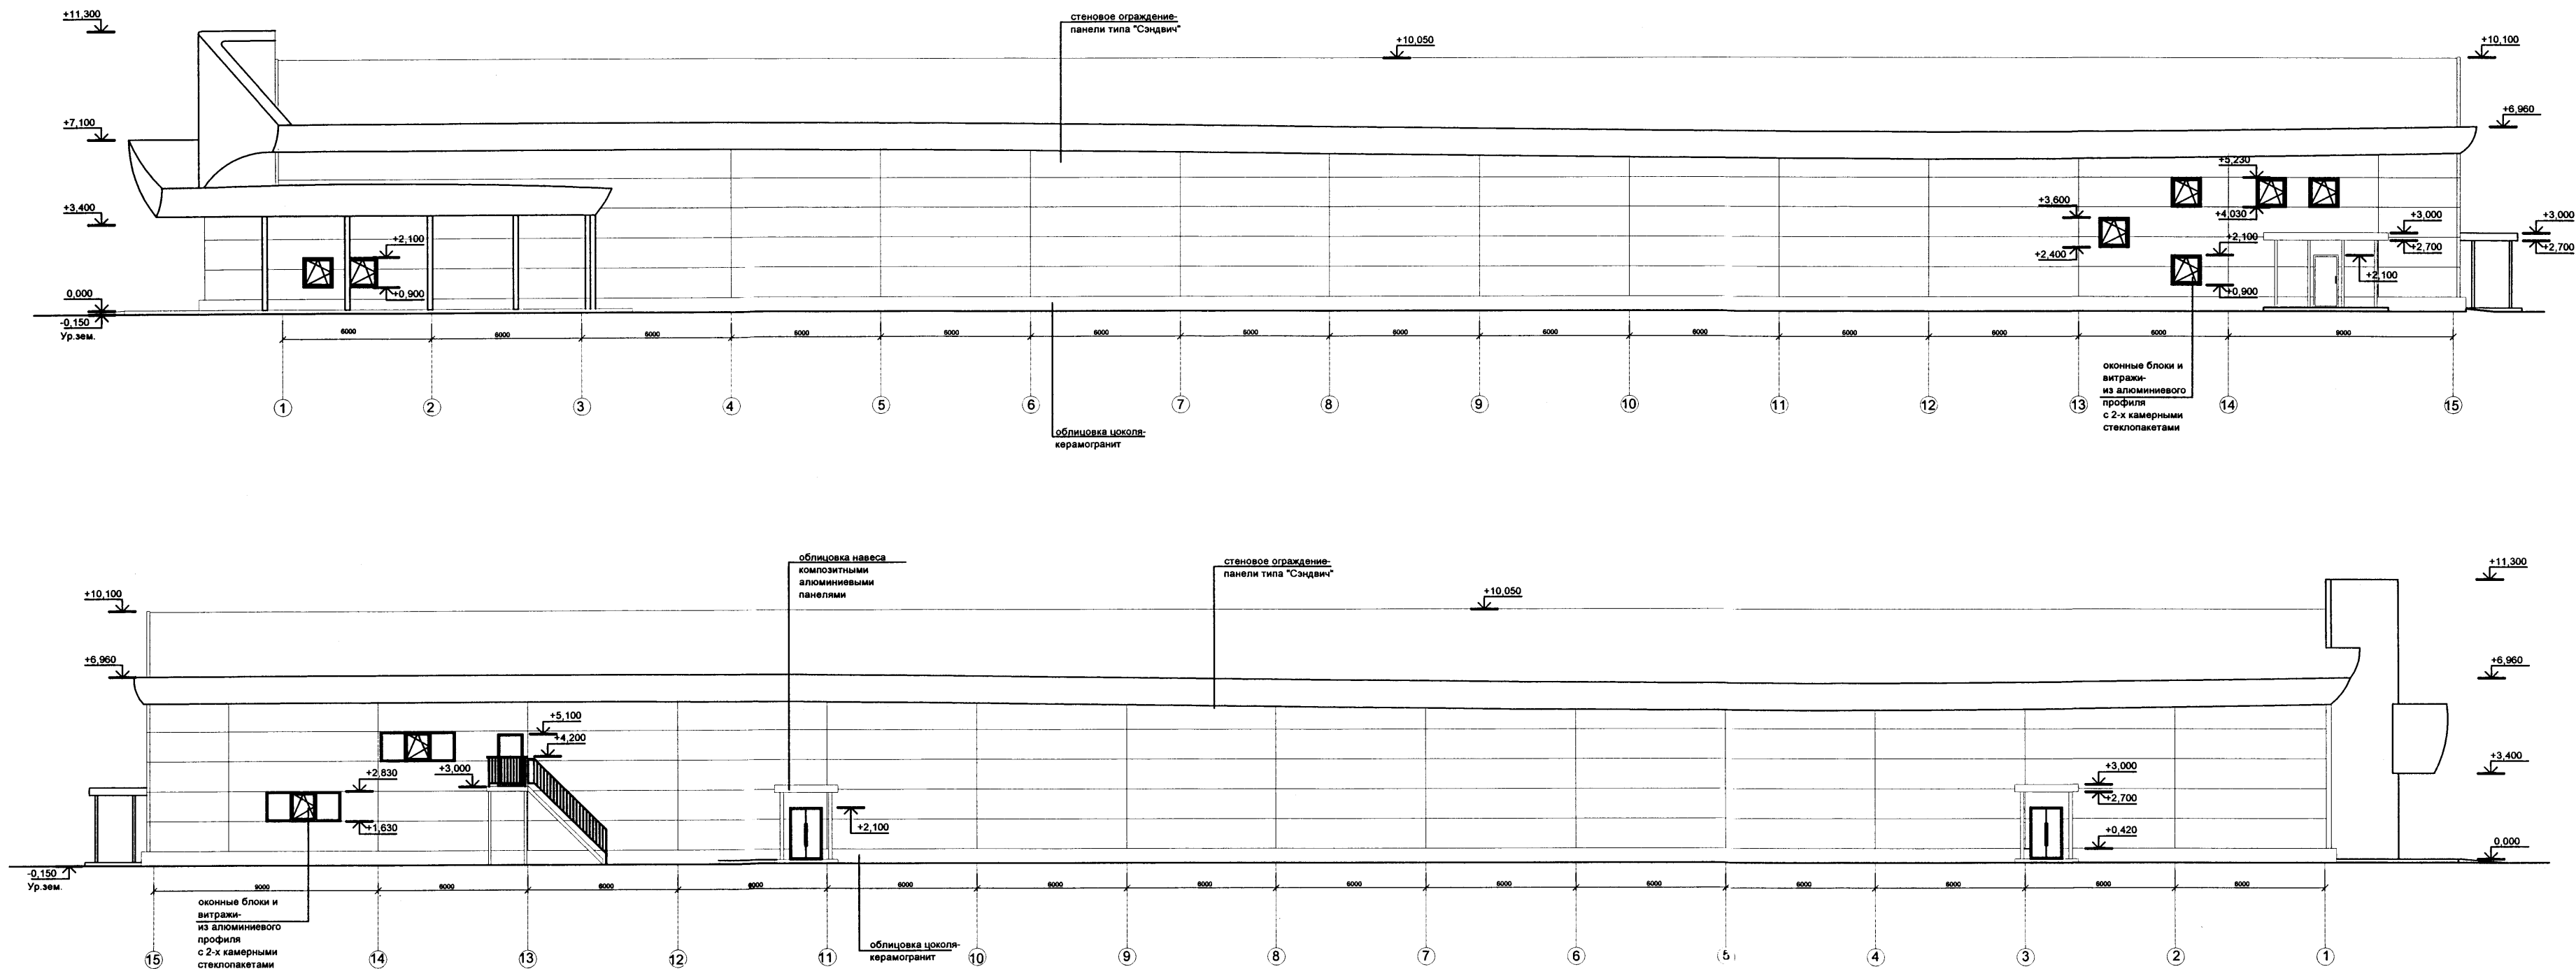 +11,300
стеновое ограждение-
панели типа "Сэндвич"
+10,050
+10,100
+7,100
+6,960
+5,230
+3,400
+3,600
+4,030
+3,000
+3,000
+2,100
+2,100
+2,700
+2,700
+2,400
+2,100
0,000
+0,900
+0,900
-0,150
Ур.зем.
6000 6000 6000 6000 6000 6000 6000 6000 6000 6000 6000 6000 6000 9000
оконные блоки и
витражи-
из алюминиевого
профиля
с 2-х камерными
стеклопакетами
1 2 3 4 5 6 7 8 9 10 11 12 13 14 15
облицовка цоколя-
керамогранит
облицовка навеса
композитными
алюминиевыми
панелями
стеновое ограждение-
панели типа "Сэндвич"
+11,300
+10,100
+10,050
+6,960
+6,960
+5,100
+4,200
+3,400
+2,830
+3,000
+3,000
+2,700
+1,630
+2,100
+0,420
0,000
-0,150
Ур.зем.
9000 6000 6000 6000 6000 6000 6000 6000 6000 6000 6000 6000 6000 6000
оконные блоки и
витражи-
из алюминиевого
профиля
с 2-х камерными
стеклопакетами
облицовка цоколя-
керамогранит
15 14 13 12 11 10 9 8 7 6 5 4 3 2 1